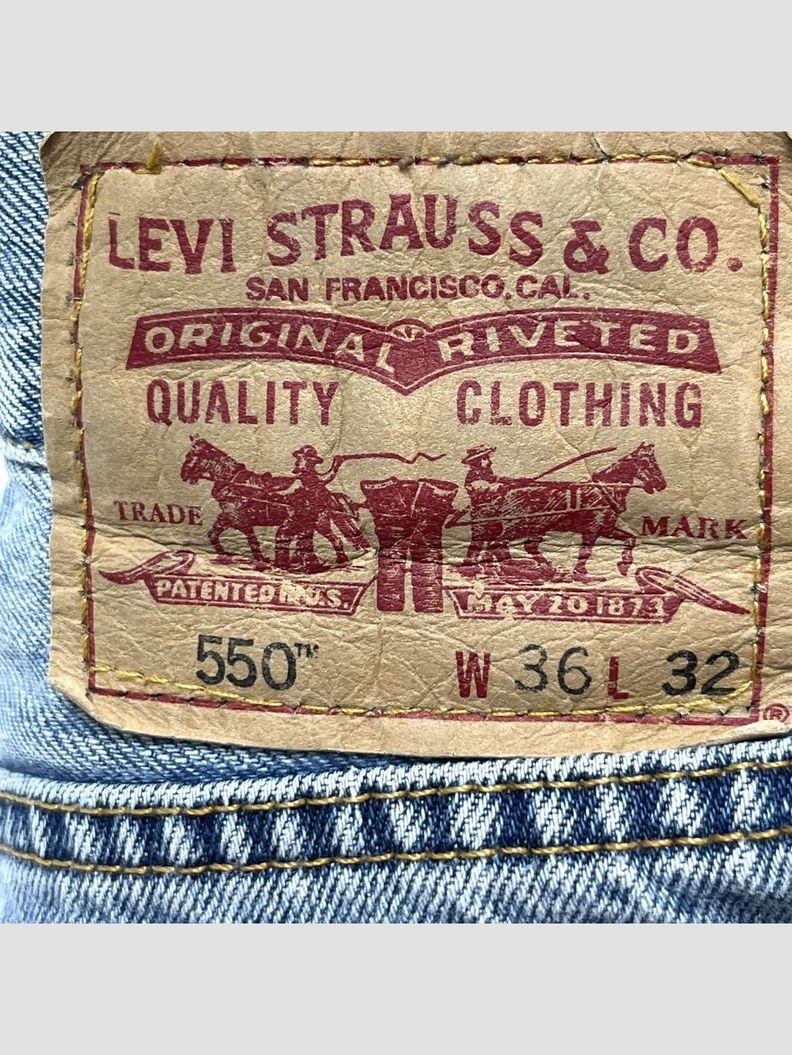 LEVI STRAUSS & CO.
SAN FRANCISCO, CAL.
ORIGINAL RIVETED
QUALITY CLOTHING
TRADE MARK
PATENTED IN U.S. MAY 20 1873
550™ W 36 L 32
®